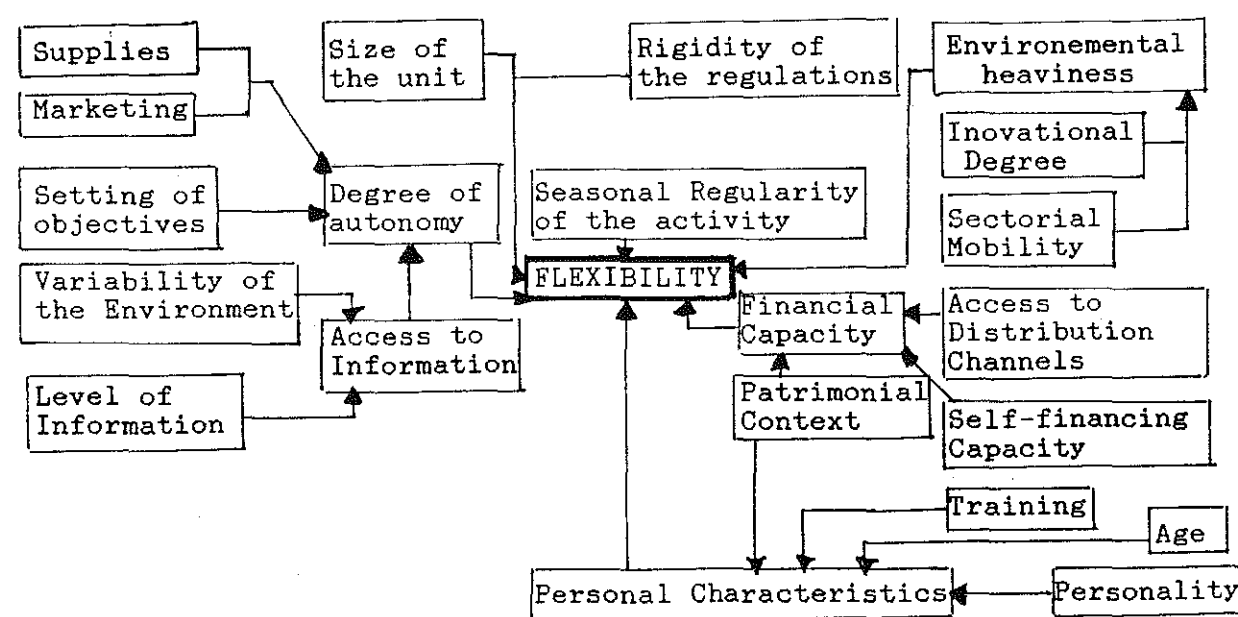 Supplies
Marketing
Size of
the unit
Rigidity of
the regulations
Environemental
heaviness
Inovational
Degree
Sectorial
Mobility
Setting of
objectives
Degree of
autonomy
Seasonal Regularity
of the activity
Variability of
the Environment
FLEXIBILITY
Access to
Information
Financial
Capacity
Access to
Distribution
Channels
Level of
Information
Patrimonial
Context
Self-financing
Capacity
Training
Age
Personal Characteristics
Personality